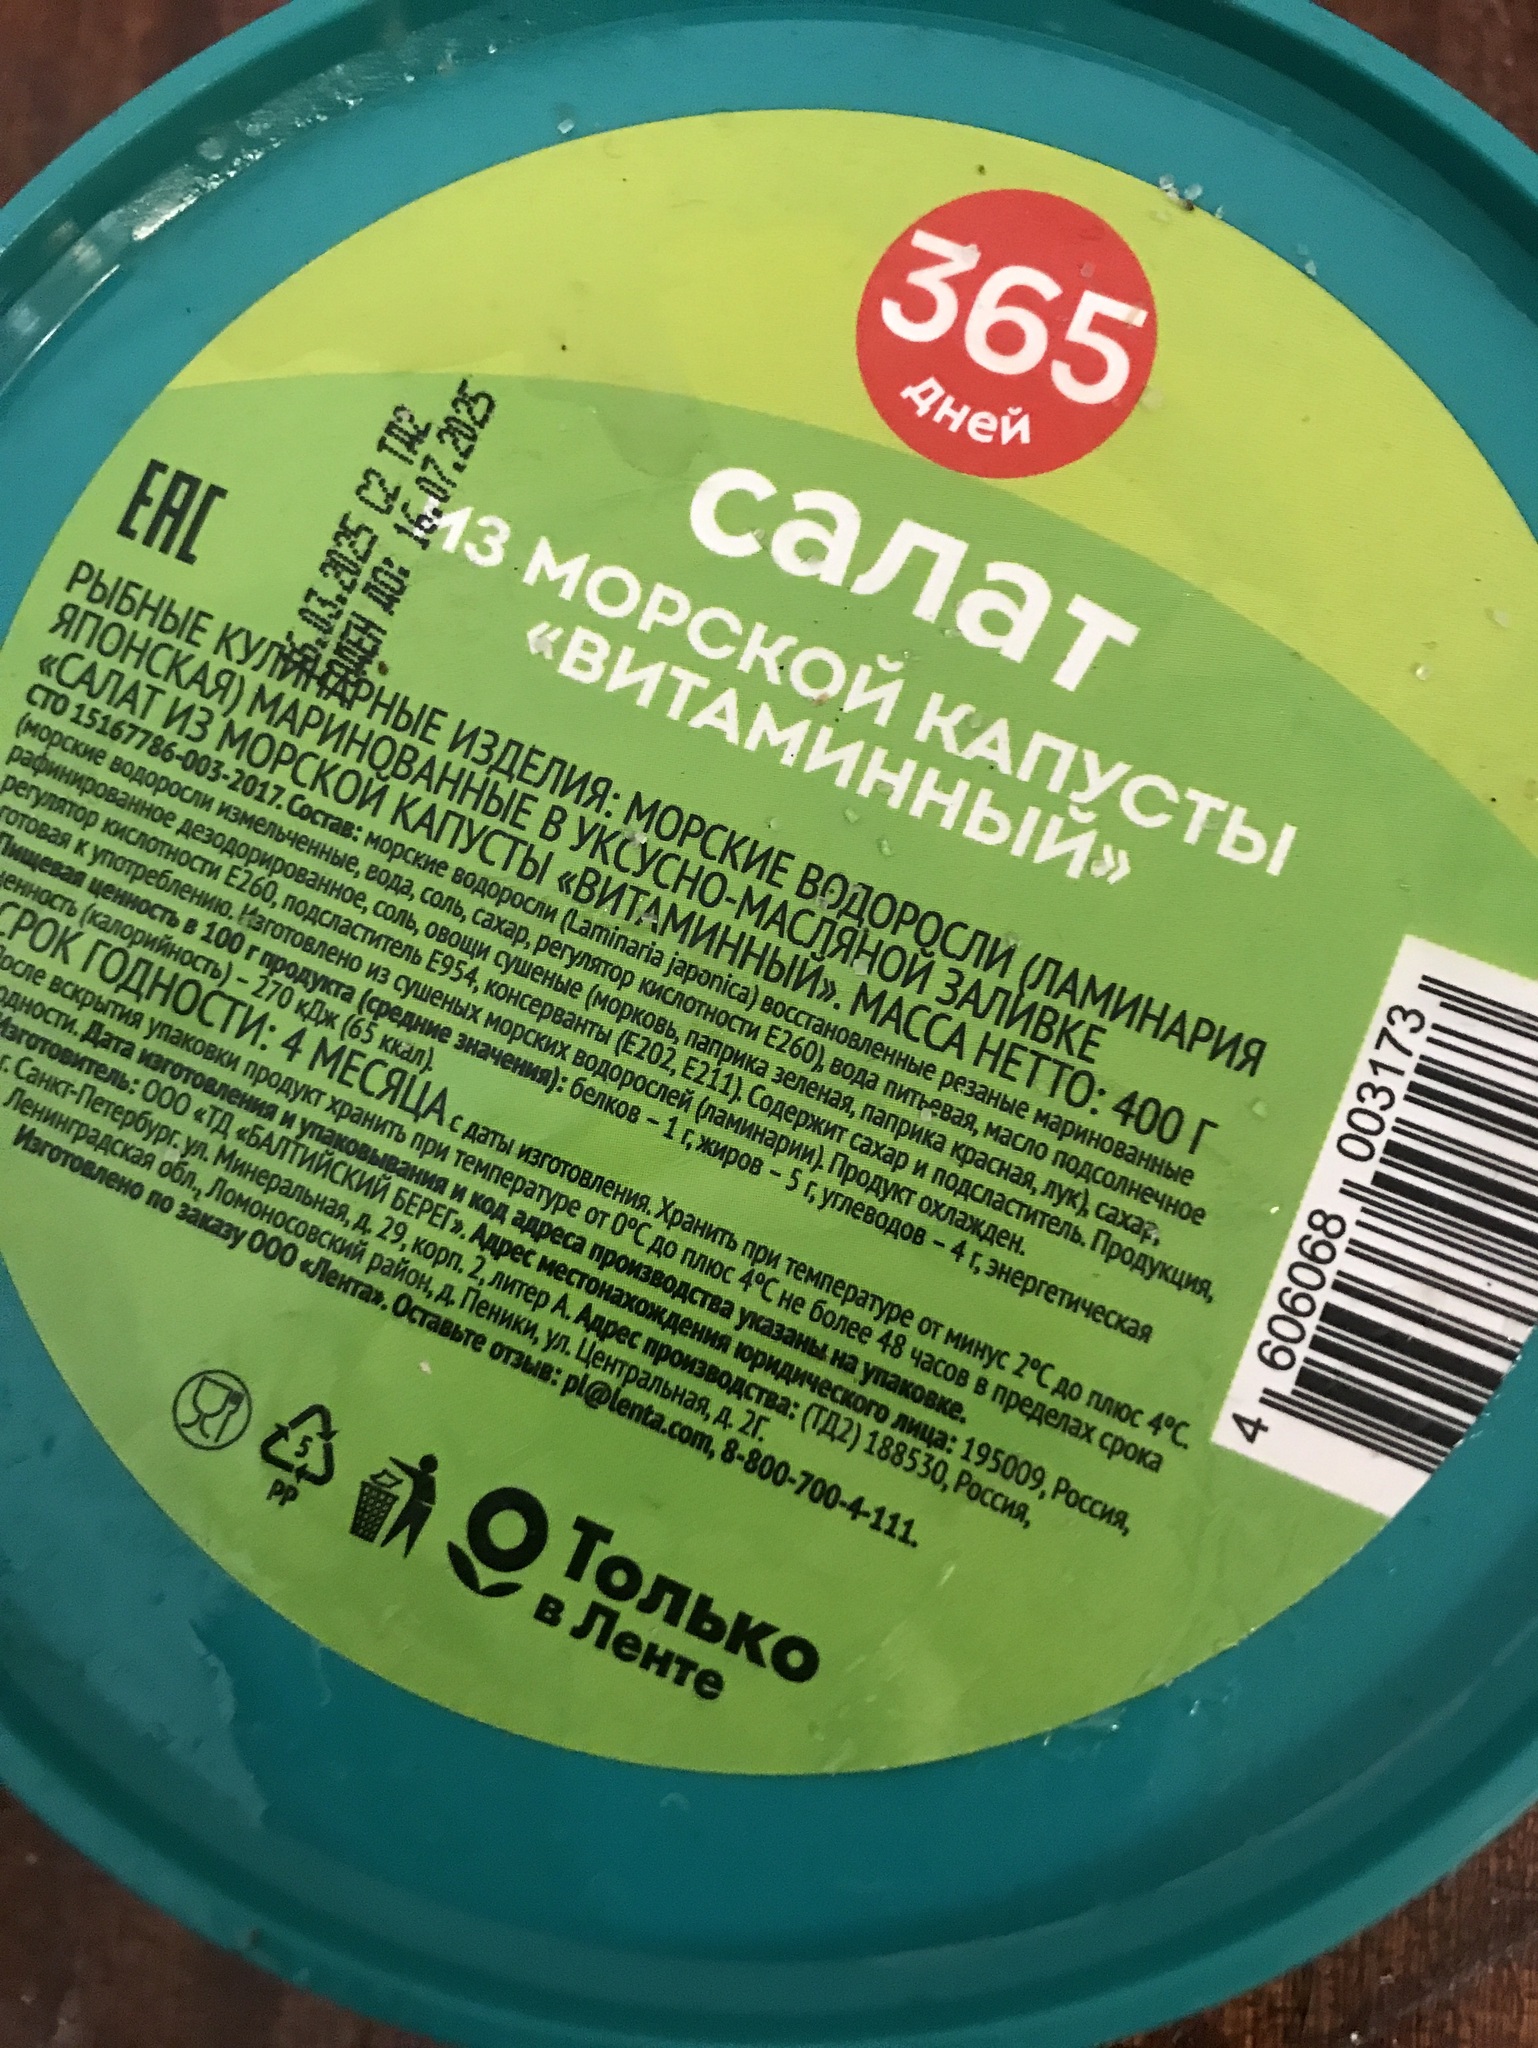 365
дней
салат
ИЗ МОРСКОЙ КАПУСТЫ
«ВИТАМИННЫЙ»
ЕАС
.03.2025 С2 ТД2
ДО: 16.07.2025
РЫБНЫЕ КУЛИНАРНЫЕ ИЗДЕЛИЯ: МОРСКИЕ ВОДОРОСЛИ (ЛАМИНАРИЯ
ЯПОНСКАЯ) МАРИНОВАННЫЕ В УКСУСНО-МАСЛЯНОЙ ЗАЛИВКЕ
«САЛАТ ИЗ МОРСКОЙ КАПУСТЫ «ВИТАМИННЫЙ». МАССА НЕТТО: 400 Г
СТО 15167786-003-2017. Состав: морские водоросли (Laminaria japonica) восстановленные резаные маринованные
(морские водоросли измельченные, вода, соль, сахар, регулятор кислотности Е260), вода питьевая, масло подсолнечное
рафинированное дезодорированное, соль, овощи сушеные (морковь, паприка зеленая, паприка красная, лук), сахар,
регулятор кислотности Е260, подсластитель Е954, консерванты (Е202, Е211). Содержит сахар и подсластитель. Продукция,
готовая к употреблению. Изготовлено из сушеных морских водорослей (ламинарии). Продукт охлажден.
Пищевая ценность в 100 г продукта (средние значения): белков – 1 г, жиров – 5 г, углеводов – 4 г, энергетическая
ценность (калорийность) – 270 кДж (65 ккал).
СРОК ГОДНОСТИ: 4 МЕСЯЦА с даты изготовления. Хранить при температуре от минус 2°С до плюс 4°С.
После вскрытия упаковки продукт хранить при температуре от 0°С до плюс 4°С не более 48 часов в пределах срока
годности. Дата изготовления и упаковывания и код адреса производства указаны на упаковке.
Изготовитель: ООО «ТД «БАЛТИЙСКИЙ БЕРЕГ». Адрес местонахождения юридического лица: 195009, Россия,
г. Санкт-Петербург, ул. Минеральная, д. 29, корп. 2, литер А. Адрес производства: (ТД2) 188530, Россия,
Ленинградская обл., Ломоносовский район, д. Пеники, ул. Центральная, д. 2Г.
Изготовлено по заказу ООО «Лента». Оставьте отзыв: pl@lenta.com, 8-800-700-4-111.
4 606068 003173
5
PP
Только
в Ленте